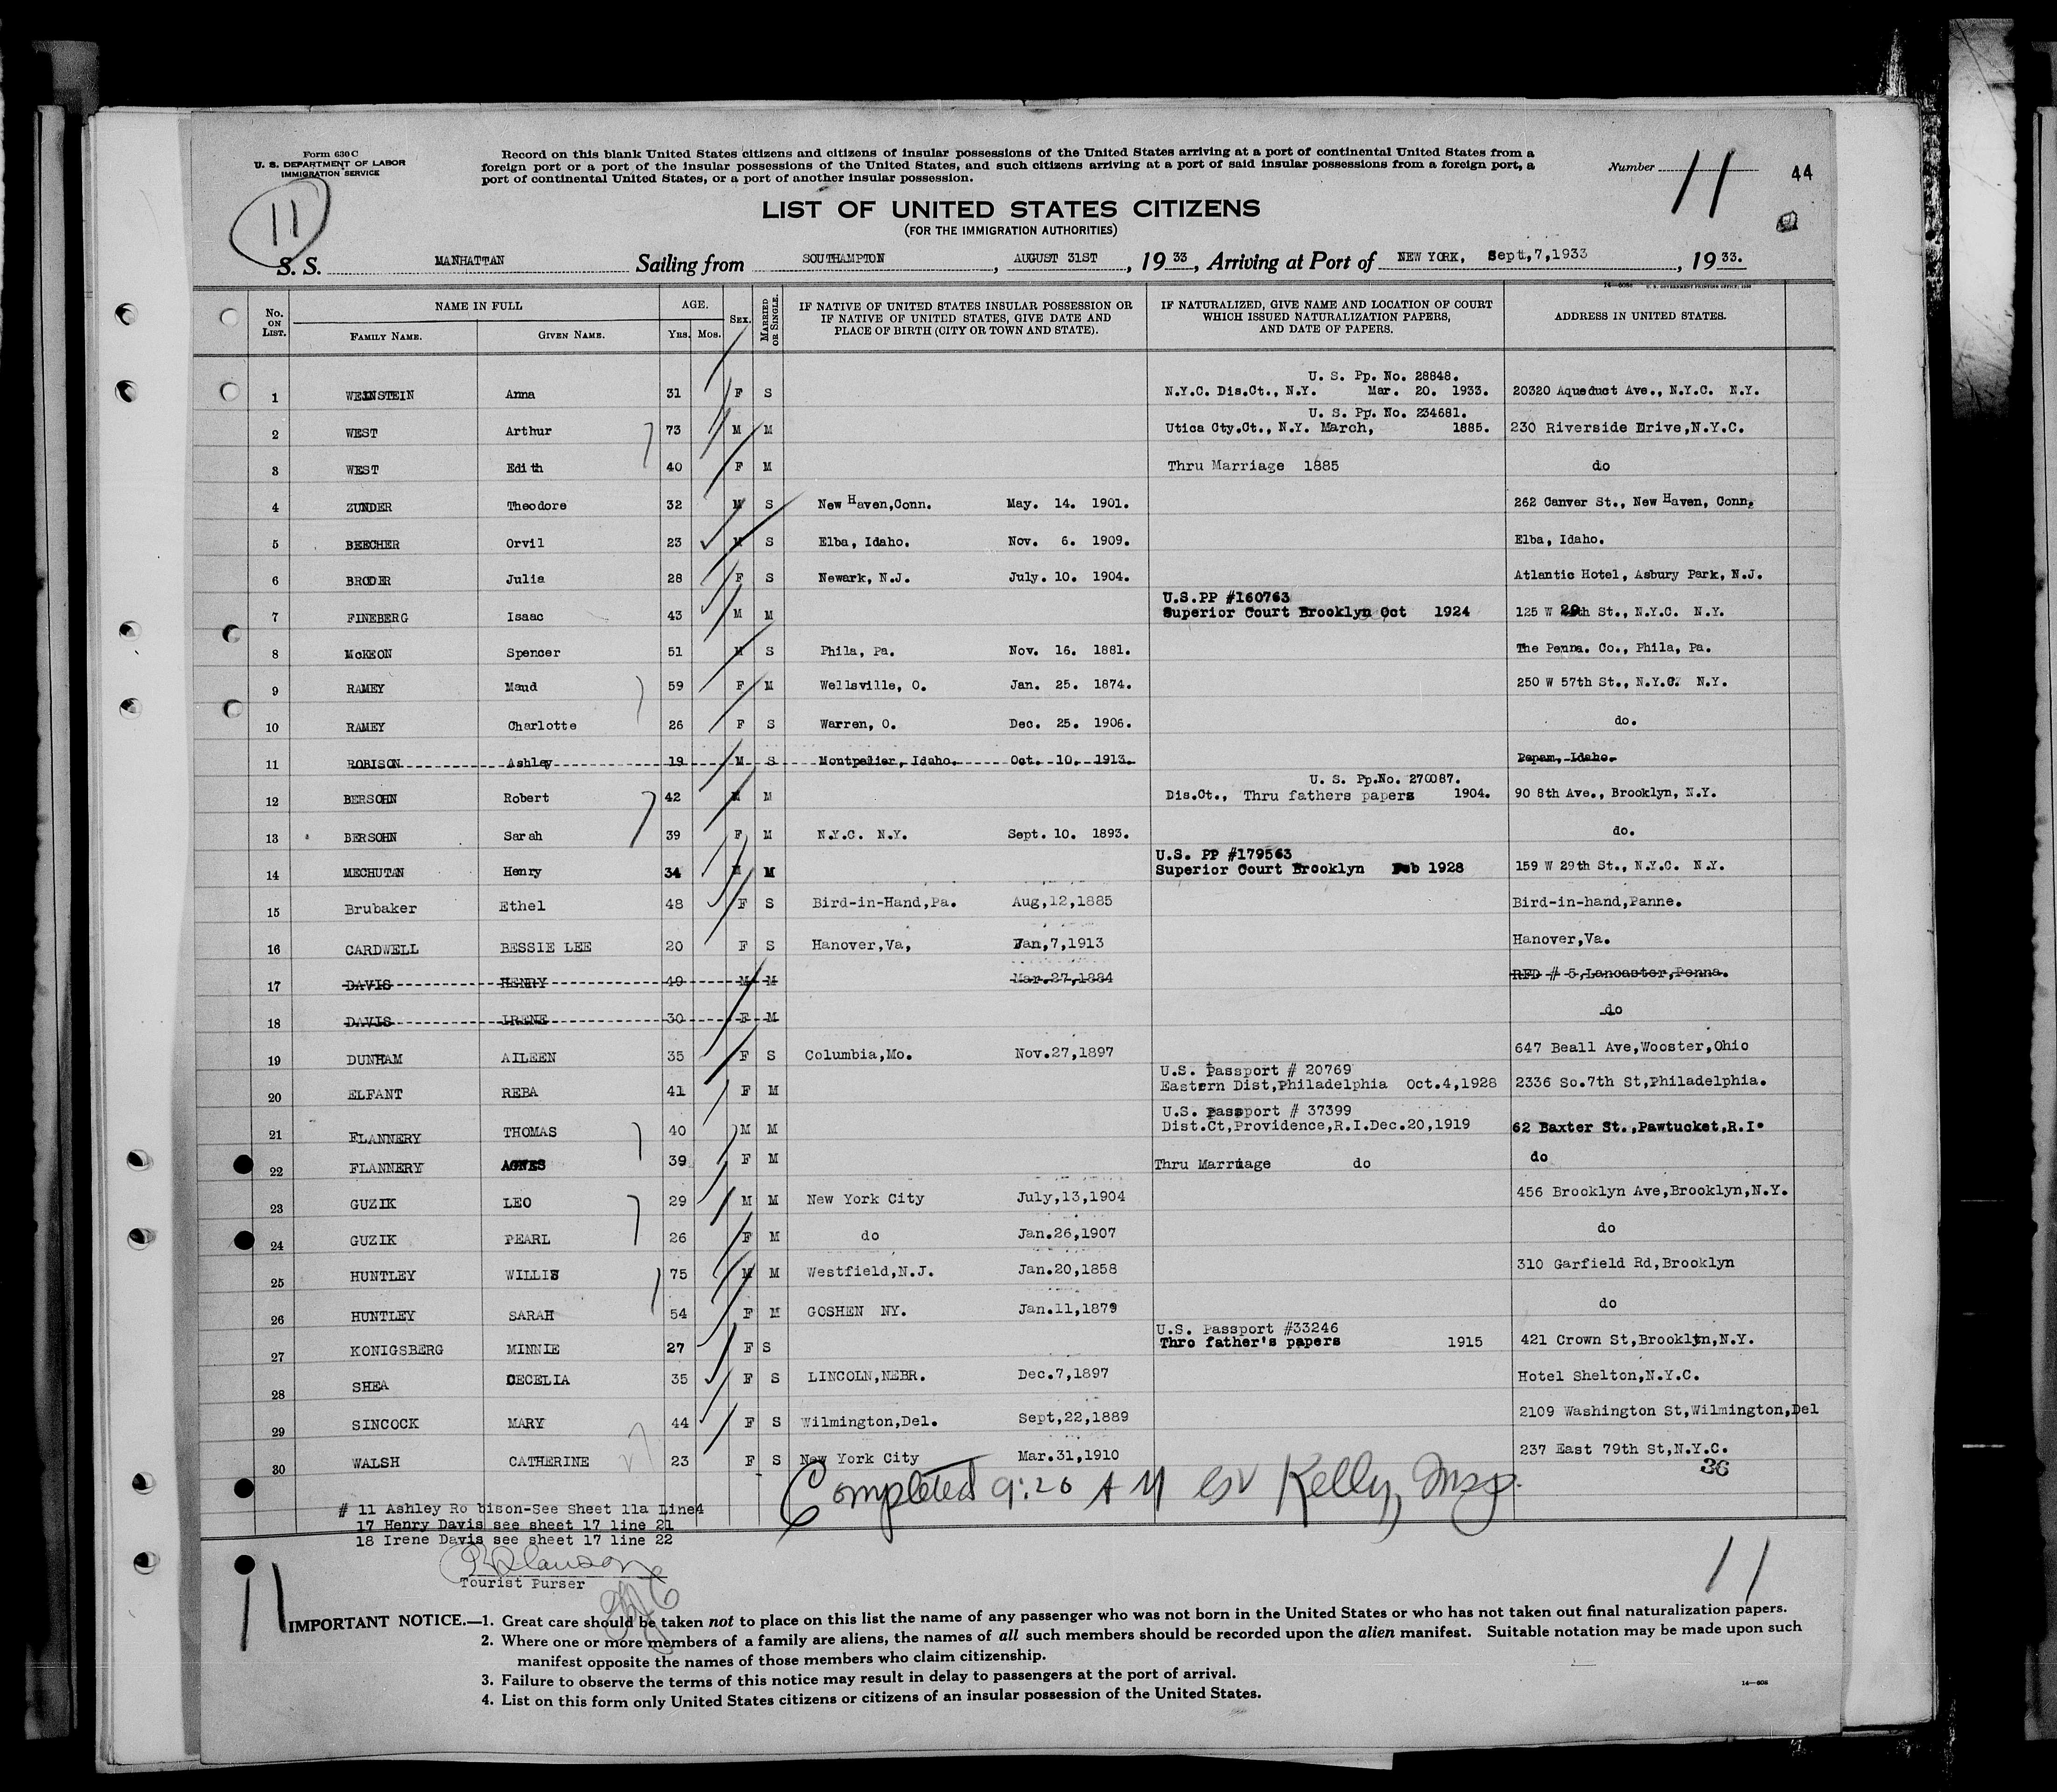 Form 630 C
U. S. DEPARTMENT OF LABOR
IMMIGRATION SERVICE
Record on this blank United States citizens and citizens of insular possessions of the United States arriving at a port of continental United States from a
foreign port or a port of the insular possessions of the United States, and such citizens arriving at a port of said insular possessions from a foreign port, a
port of continental United States, or a port of another insular possession.
Number 11 44
11
LIST OF UNITED STATES CITIZENS
(FOR THE IMMIGRATION AUTHORITIES)
S. S. MANHATTAN Sailing from SOUTHAMPTON, AUGUST 31ST, 1933, Arriving at Port of NEW YORK, Sept,7,1933, 1933.
No. ON LIST. NAME IN FULL FAMILY NAME. GIVEN NAME. AGE. YRS. MOS. SEX. MARRIED OR SINGLE. IF NATIVE OF UNITED STATES INSULAR POSSESSION OR IF NATIVE OF UNITED STATES, GIVE DATE AND PLACE OF BIRTH (CITY OR TOWN AND STATE). IF NATURALIZED, GIVE NAME AND LOCATION OF COURT WHICH ISSUED NATURALIZATION PAPERS, AND DATE OF PAPERS. ADDRESS IN UNITED STATES.
U. S. Pp. No. 28848.
1 WEINSTEIN Anna 31 F S N.Y.C. Dis.Ct., N.Y. Mar. 20. 1933. 20320 Aqueduct Ave., N.Y.C. N.Y.
U. S. Pp. No. 234681.
2 WEST Arthur 73 M M Utica Cty.Ct., N.Y. March, 1885. 230 Riverside Drive,N.Y.C.
3 WEST Edith 40 F M Thru Marriage 1885 do
4 ZUNDER Theodore 32 M S New Haven,Conn. May. 14. 1901. 262 Canver St., New Haven, Conn.
5 BEECHER Orvil 23 M S Elba, Idaho. Nov. 6. 1909. Elba, Idaho.
6 BRODER Julia 28 F S Newark, N.J. July. 10. 1904. Atlantic Hotel, Asbury Park, N.J.
U.S.PP #160763
7 FINEBERG Isaac 43 M M Superior Court Brooklyn Oct 1924 125 W 29th St., N.Y.C. N.Y.
8 McKEON Spencer 51 M S Phila, Pa. Nov. 16. 1881. The Penna. Co., Phila, Pa.
9 RAMEY Maud 59 F M Wellsville, O. Jan. 25. 1874. 250 W 57th St., N.Y.C. N.Y.
10 RAMEY Charlotte 26 F S Warren, O. Dec. 25. 1906. do.
11 ROBISON Ashley 19 M S Montpelier, Idaho. Oct. 10. 1913. Papam, Idaho.
U. S. Pp.No. 270087.
12 BERSOHN Robert 42 M M Dis.Ct., Thru fathers papers 1904. 90 8th Ave., Brooklyn, N.Y.
13 BERSOHN Sarah 39 F M N.Y.C. N.Y. Sept. 10. 1893. do.
U.S. PP #179563
14 MECHUTAN Henry 34 M M Superior Court Brooklyn Feb 1928 159 W 29th St., N.Y.C. N.Y.
15 Brubaker Ethel 48 F S Bird-in-Hand,Pa. Aug,12,1885 Bird-in-hand,Panne.
16 CARDWELL BESSIE LEE 20 F S Hanover,Va, Jan,7,1913 Hanover,Va.
17 DAVIS HENRY 49 M M Mar.27,1884 RFD # 5,Lancaster,Penna.
18 DAVIS IRENE 30 F M do
19 DUNHAM AILEEN 35 F S Columbia,Mo. Nov.27,1897 647 Beall Ave,Wooster,Ohio
U.S. Passport # 20769
20 ELFANT REBA 41 F M Eastern Dist,Philadelphia Oct.4,1928 2336 So.7th St,Philadelphia.
U.S. passport # 37399
21 FLANNERY THOMAS 40 M M Dist.Ct,Providence,R.I.Dec.20,1919 62 Baxter St.,Pawtucket,R.I.
22 FLANNERY AGNES 39 F M Thru Marriage do do
23 GUZIK LEO 29 M M New York City July,13,1904 456 Brooklyn Ave,Brooklyn,N.Y.
24 GUZIK PEARL 26 F M do Jan.26,1907 do
25 HUNTLEY WILLIS 75 M M Westfield,N.J. Jan.20,1858 310 Garfield Rd,Brooklyn
26 HUNTLEY SARAH 54 F M GOSHEN NY. Jan.11,1879 do
U.S. Passport #33246
27 KONIGSBERG MINNIE 27 F S Thro father's papers 1915 421 Crown St,Brooklyn,N.Y.
28 SHEA CECELIA 35 F S LINCOLN,NEBR. Dec.7,1897 Hotel Shelton,N.Y.C.
29 SINCOCK MARY 44 F S Wilmington,Del. Sept,22,1889 2109 Washington St,Wilmington,Del
30 WALSH CATHERINE 23 F S New York City Mar.31,1910 237 East 79th St,N.Y.C.
36
Completed 9:20 AM Kelly, Insp.
# 11 Ashley Ro bison-See Sheet 11a Line4
17 Henry Davis see sheet 17 line 21
18 Irene Davis see sheet 17 line 22
Tourist Purser
11 11
IMPORTANT NOTICE.—1. Great care should be taken not to place on this list the name of any passenger who was not born in the United States or who has not taken out final naturalization papers.
2. Where one or more members of a family are aliens, the names of all such members should be recorded upon the alien manifest. Suitable notation may be made upon such
manifest opposite the names of those members who claim citizenship.
3. Failure to observe the terms of this notice may result in delay to passengers at the port of arrival.
4. List on this form only United States citizens or citizens of an insular possession of the United States.
14—608